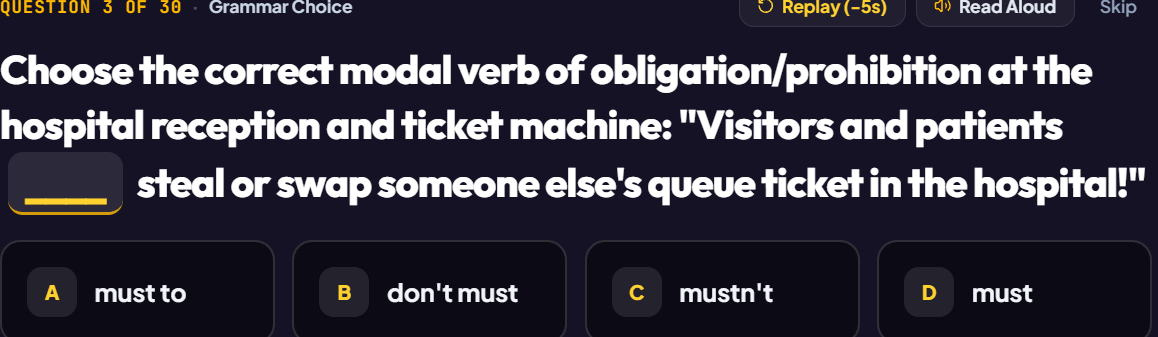 QUESTION 3 OF 30 · Grammar Choice
Replay (-5s)
Read Aloud
Skip
Choose the correct modal verb of obligation/prohibition at the
hospital reception and ticket machine: "Visitors and patients
______ steal or swap someone else's queue ticket in the hospital!"
A must to
B don't must
C mustn't
D must